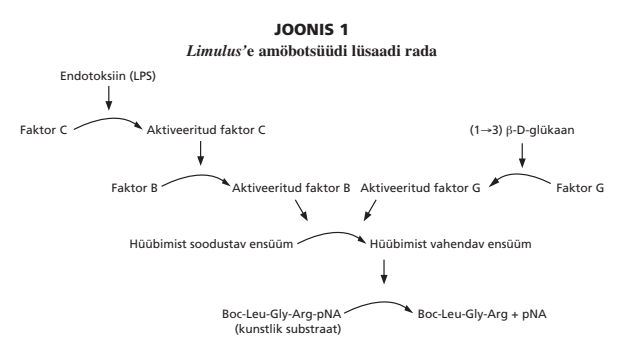 JOONIS 1
Limulus'e amöbotsüüdi lüsaadi rada
Endotoksiin (LPS)
Faktor C
Aktiveeritud faktor C
(1→3) β-D-glükaan
Faktor B
Aktiveeritud faktor B
Aktiveeritud faktor G
Faktor G
Hüübimist soodustav ensüüm
Hüübimist vahendav ensüüm
Boc-Leu-Gly-Arg-pNA
(kunstlik substraat)
Boc-Leu-Gly-Arg + pNA